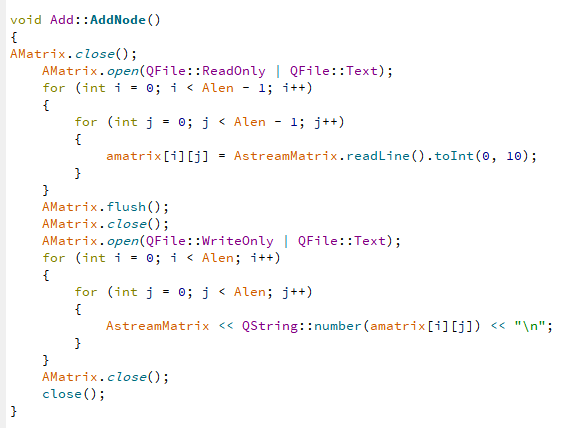 void Add::AddNode()
{
AMatrix.close();
    AMatrix.open(QFile::ReadOnly | QFile::Text);
    for (int i = 0; i < Alen - 1; i++)
    {
        for (int j = 0; j < Alen - 1; j++)
        {
            amatrix[i][j] = AstreamMatrix.readLine().toInt(0, 10);
        }
    }
    AMatrix.flush();
    AMatrix.close();
    AMatrix.open(QFile::WriteOnly | QFile::Text);
    for (int i = 0; i < Alen; i++)
    {
        for (int j = 0; j < Alen; j++)
        {
            AstreamMatrix << QString::number(amatrix[i][j]) << "\n";
        }
    }
    AMatrix.close();
    close();
}